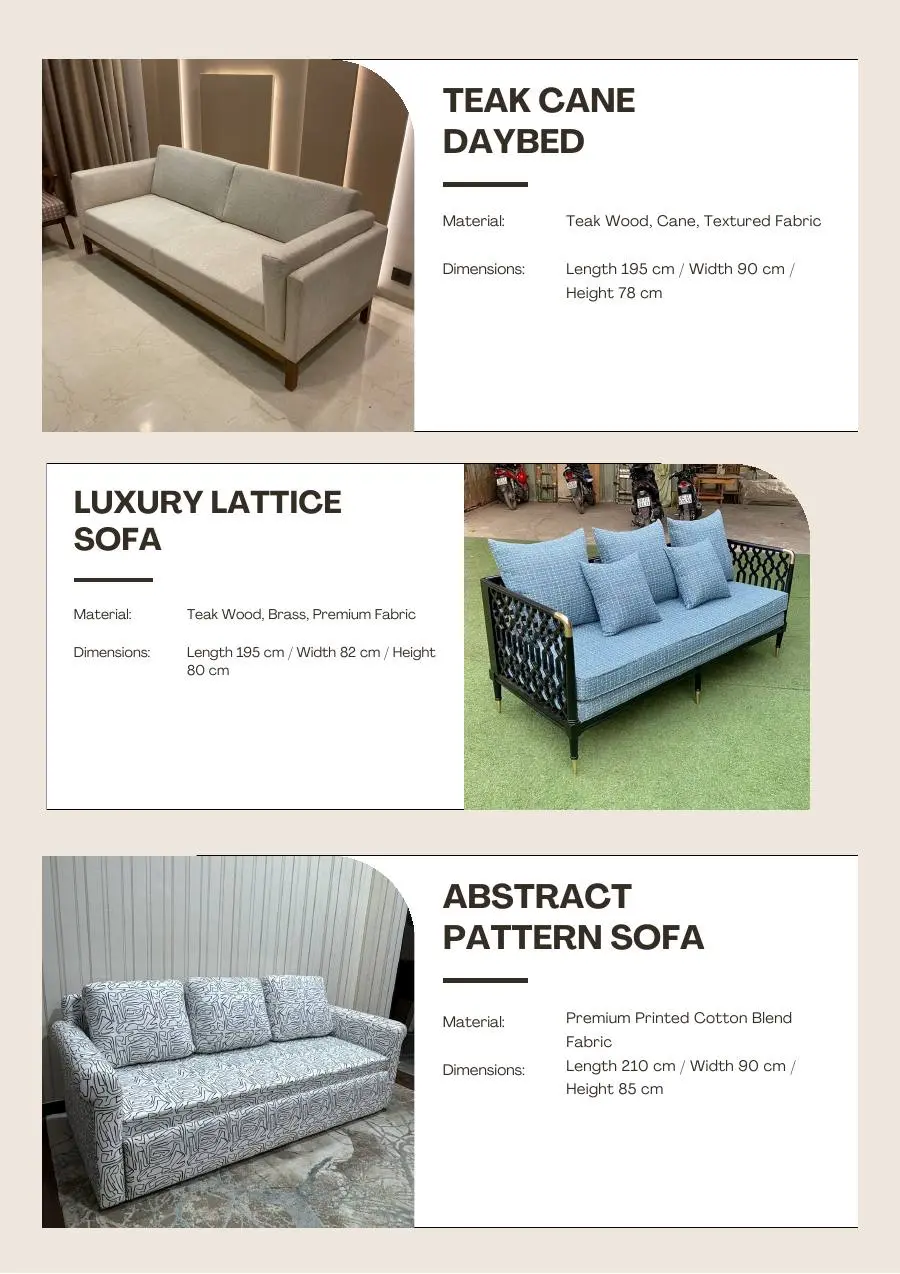 TEAK CANE
DAYBED
Material: Teak Wood, Cane, Textured Fabric
Dimensions: Length 195 cm / Width 90 cm /
Height 78 cm
LUXURY LATTICE
SOFA
Material: Teak Wood, Brass, Premium Fabric
Dimensions: Length 195 cm / Width 82 cm / Height
80 cm
ABSTRACT
PATTERN SOFA
Material: Premium Printed Cotton Blend
Fabric
Dimensions: Length 210 cm / Width 90 cm /
Height 85 cm